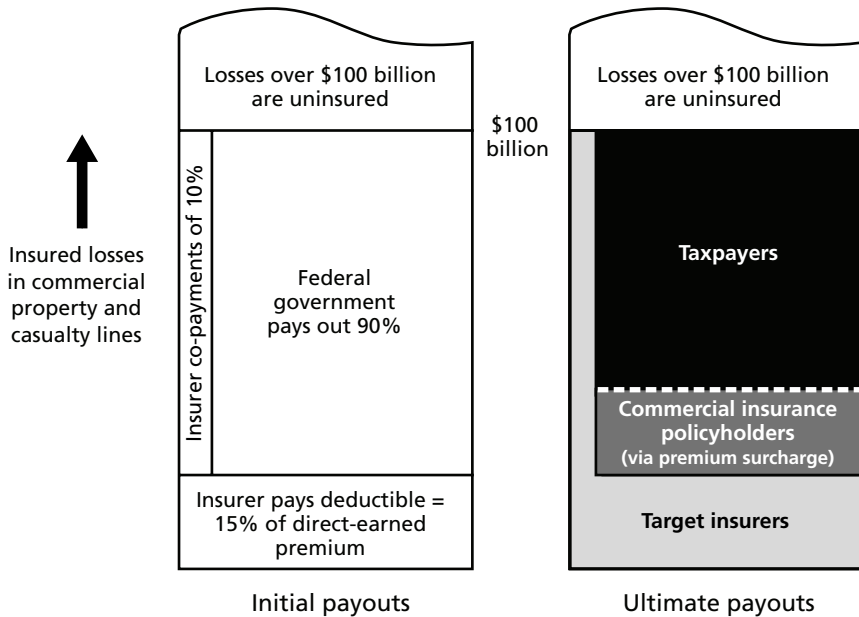 Losses over $100 billion
are uninsured
Insurer co-payments of 10%
Federal
government
pays out 90%
Insurer pays deductible =
15% of direct-earned
premium
Initial payouts
Insured losses
in commercial
property and
casualty lines
$100
billion
Losses over $100 billion
are uninsured
Taxpayers
Commercial insurance
policyholders
(via premium surcharge)
Target insurers
Ultimate payouts